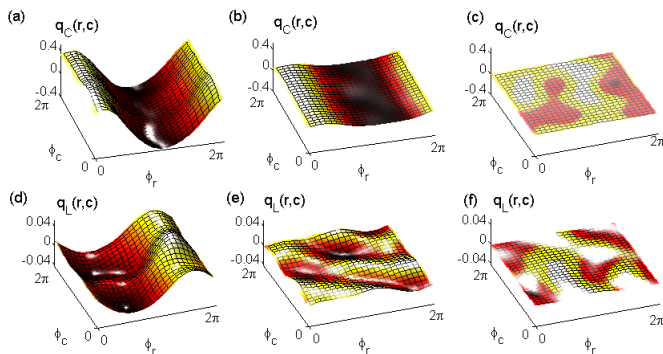 (a) q_C(r,c) (b) q_C(r,c) (c) q_C(r,c)
0.4 0.4 0.4
0 0 0
-0.4 -0.4 -0.4
2π 2π 2π
ϕ_c 0 0 ϕ_r 2π ϕ_c 0 0 ϕ_r 2π ϕ_c 0 0 ϕ_r 2π
(d) q_L(r,c) (e) q_L(r,c) (f) q_L(r,c)
0.04 0.04 0.04
0 0 0
-0.04 -0.04 -0.04
2π 2π 2π
ϕ_c 0 0 ϕ_r 2π ϕ_c 0 0 ϕ_r 2π ϕ_c 0 0 ϕ_r 2π